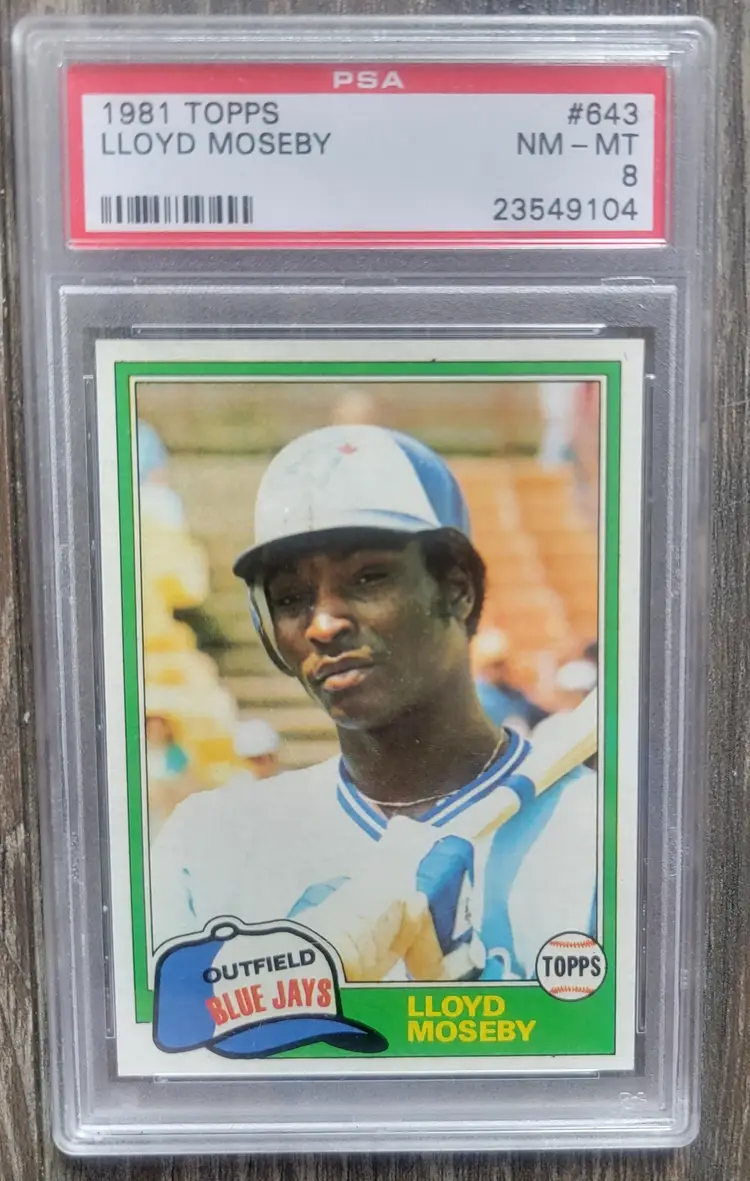 PSA
1981 TOPPS #643
LLOYD MOSEBY NM – MT
8
23549104
OUTFIELD
BLUE JAYS
TOPPS
LLOYD
MOSEBY